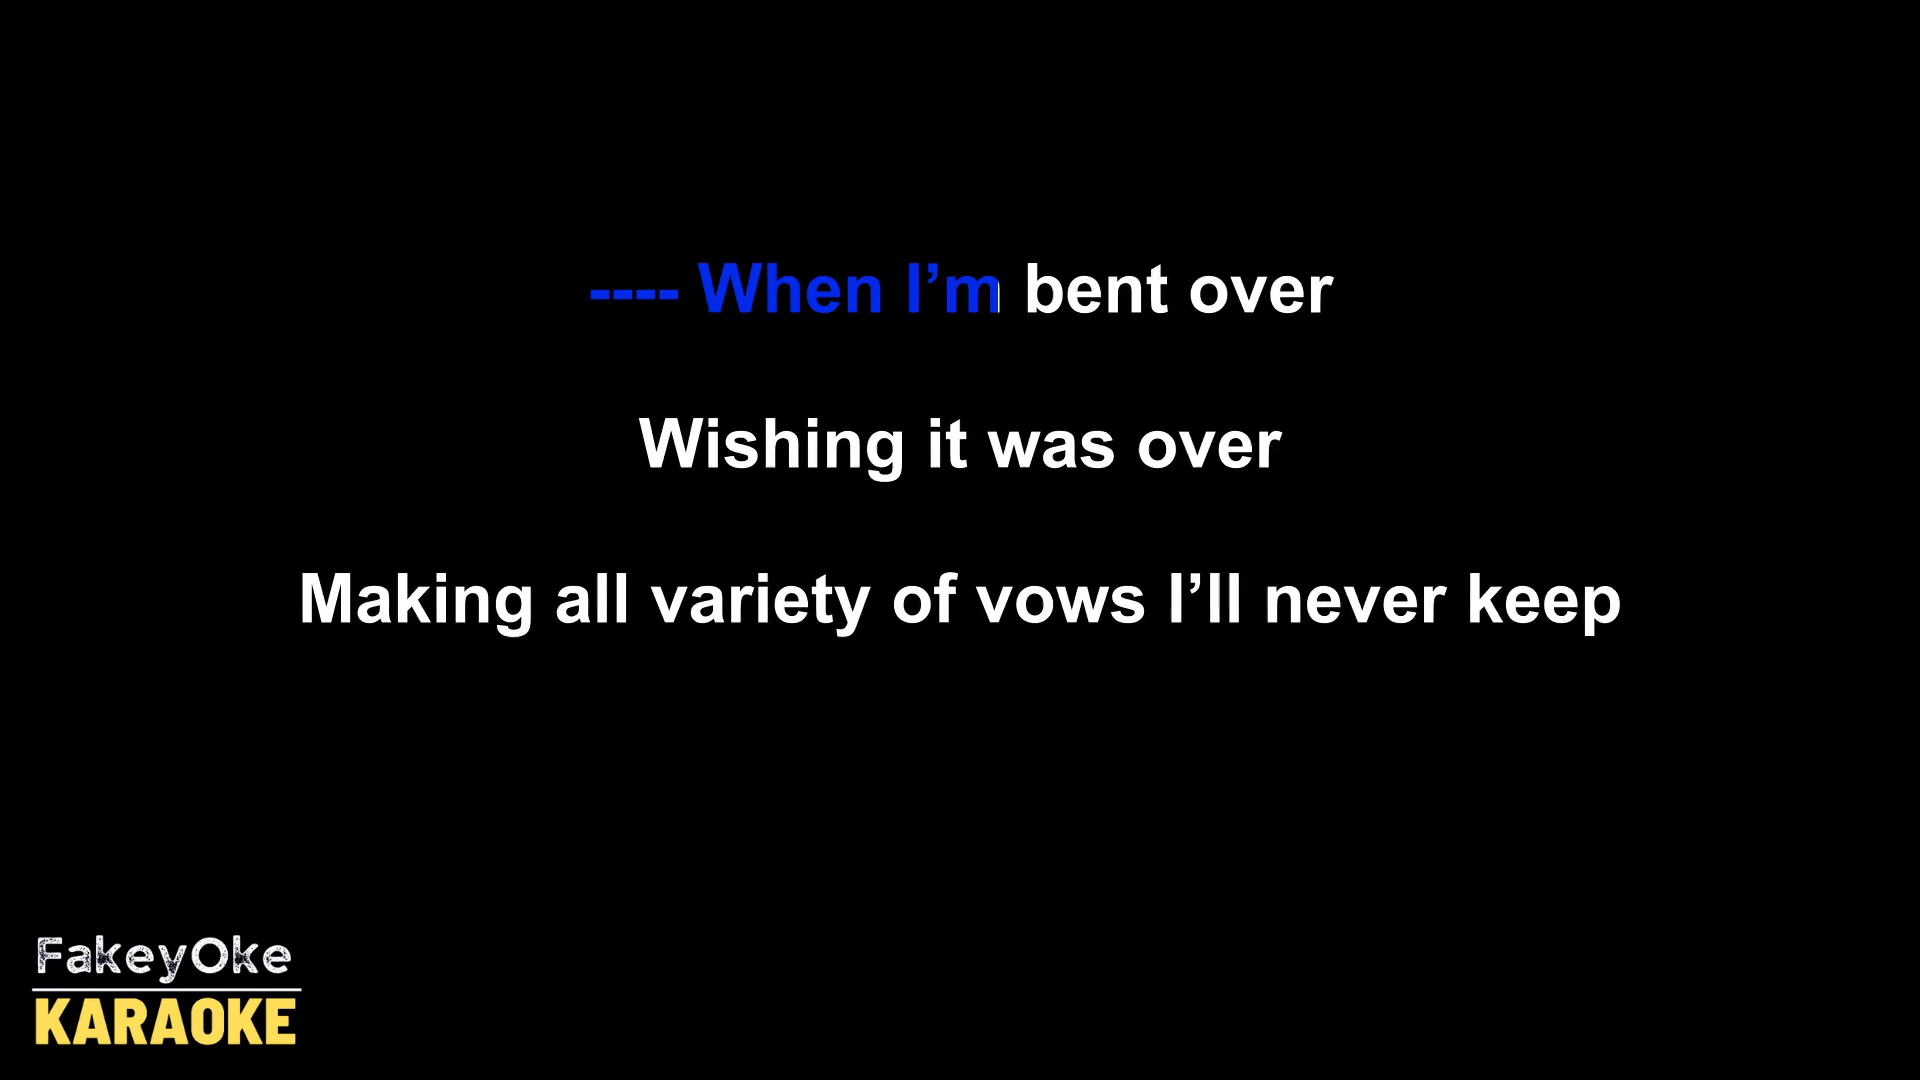 ---- When I’m bent over
Wishing it was over
Making all variety of vows I’ll never keep
FakeyOke
KARAOKE